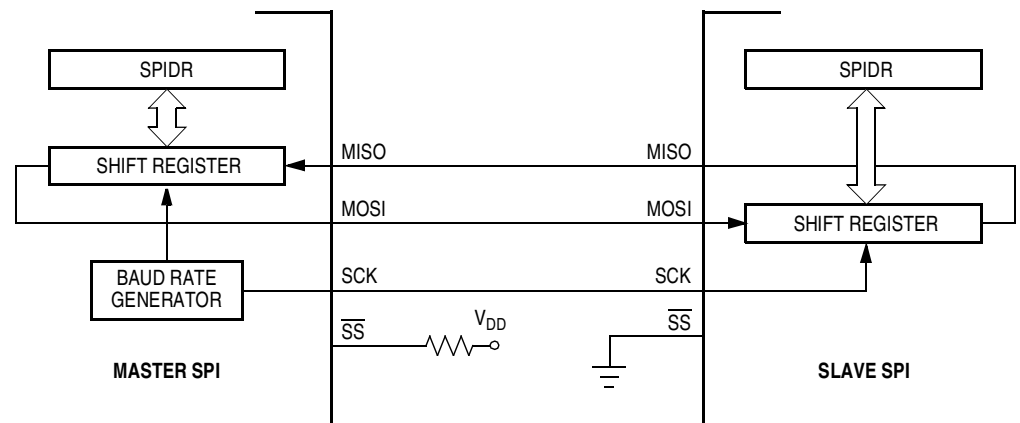 SPIDR
SPIDR
SHIFT REGISTER
MISO
MISO
MOSI
MOSI
SHIFT REGISTER
BAUD RATE
GENERATOR
SCK
SCK
SS
VDD
SS
MASTER SPI
SLAVE SPI